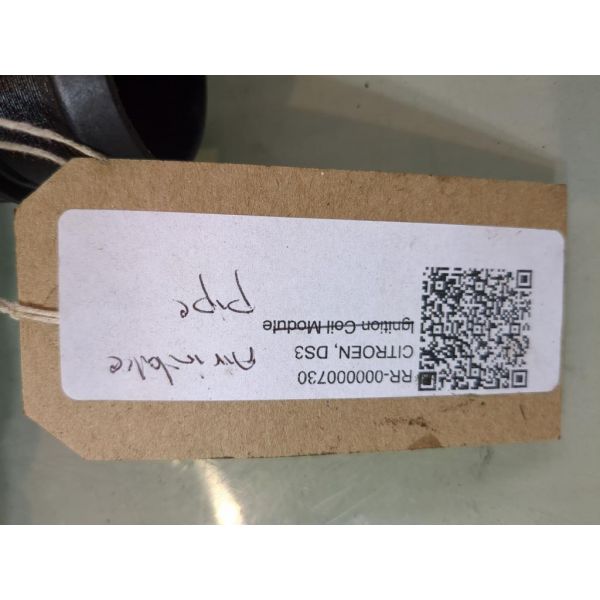 RR-000000730
CITROEN, DS3
Ignition Coil Module
Air intake
pipe